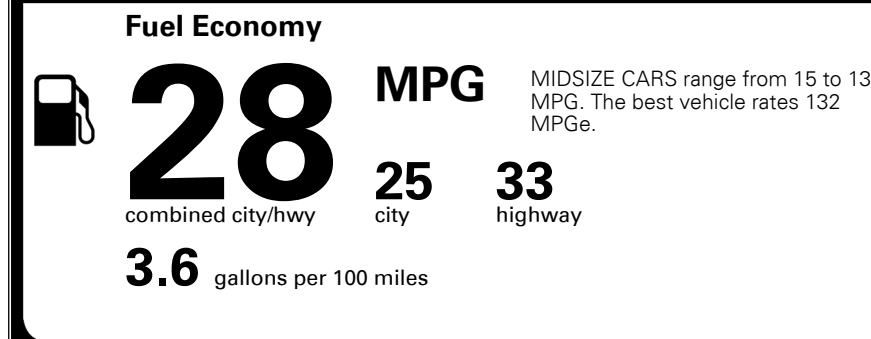 Fuel Economy
28 MPG
MIDSIZE CARS range from 15 to 13
MPG. The best vehicle rates 132
MPGe.
25 33
combined city/hwy city highway
3.6 gallons per 100 miles